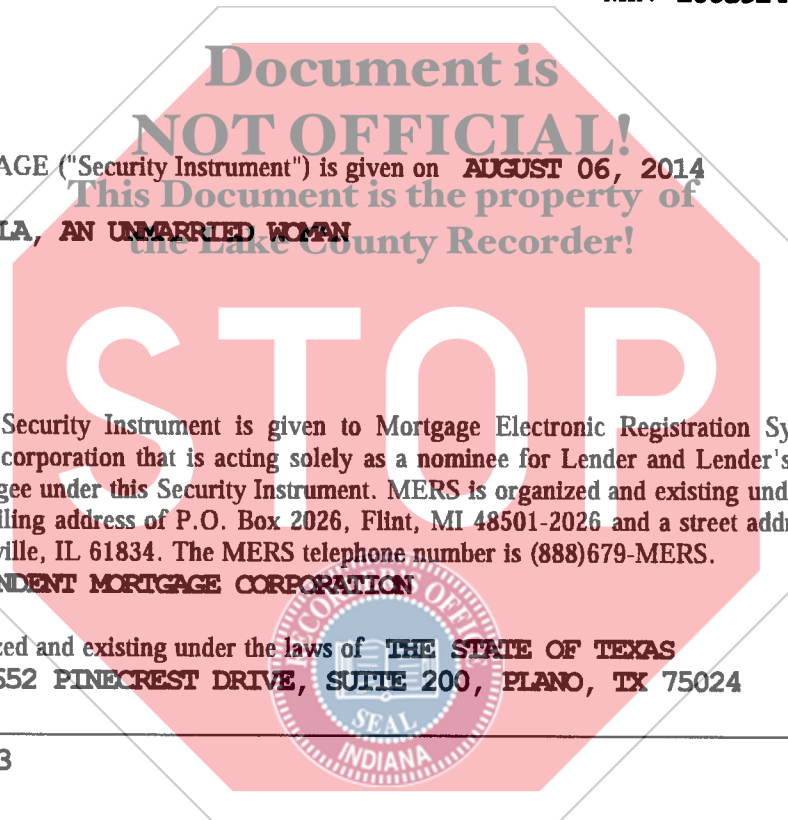 Document is
NOT OFFICIAL!
AGE ("Security Instrument") is given on AUGUST 06, 2014
This Document is the property of
LA, AN UNMARRIED WOMAN
the Lake County Recorder!
STOP
Security Instrument is given to Mortgage Electronic Registration Sy
corporation that is acting solely as a nominee for Lender and Lender's
gee under this Security Instrument. MERS is organized and existing und
ling address of P.O. Box 2026, Flint, MI 48501-2026 and a street addr
ville, IL 61834. The MERS telephone number is (888)679-MERS.
NDENT MORTGAGE CORPORATION
RECORDER'S OFFICE
zed and existing under the laws of THE STATE OF TEXAS
552 PINECREST DRIVE, SUITE 200, PLANO, TX 75024
SEAL
INDIANA
3